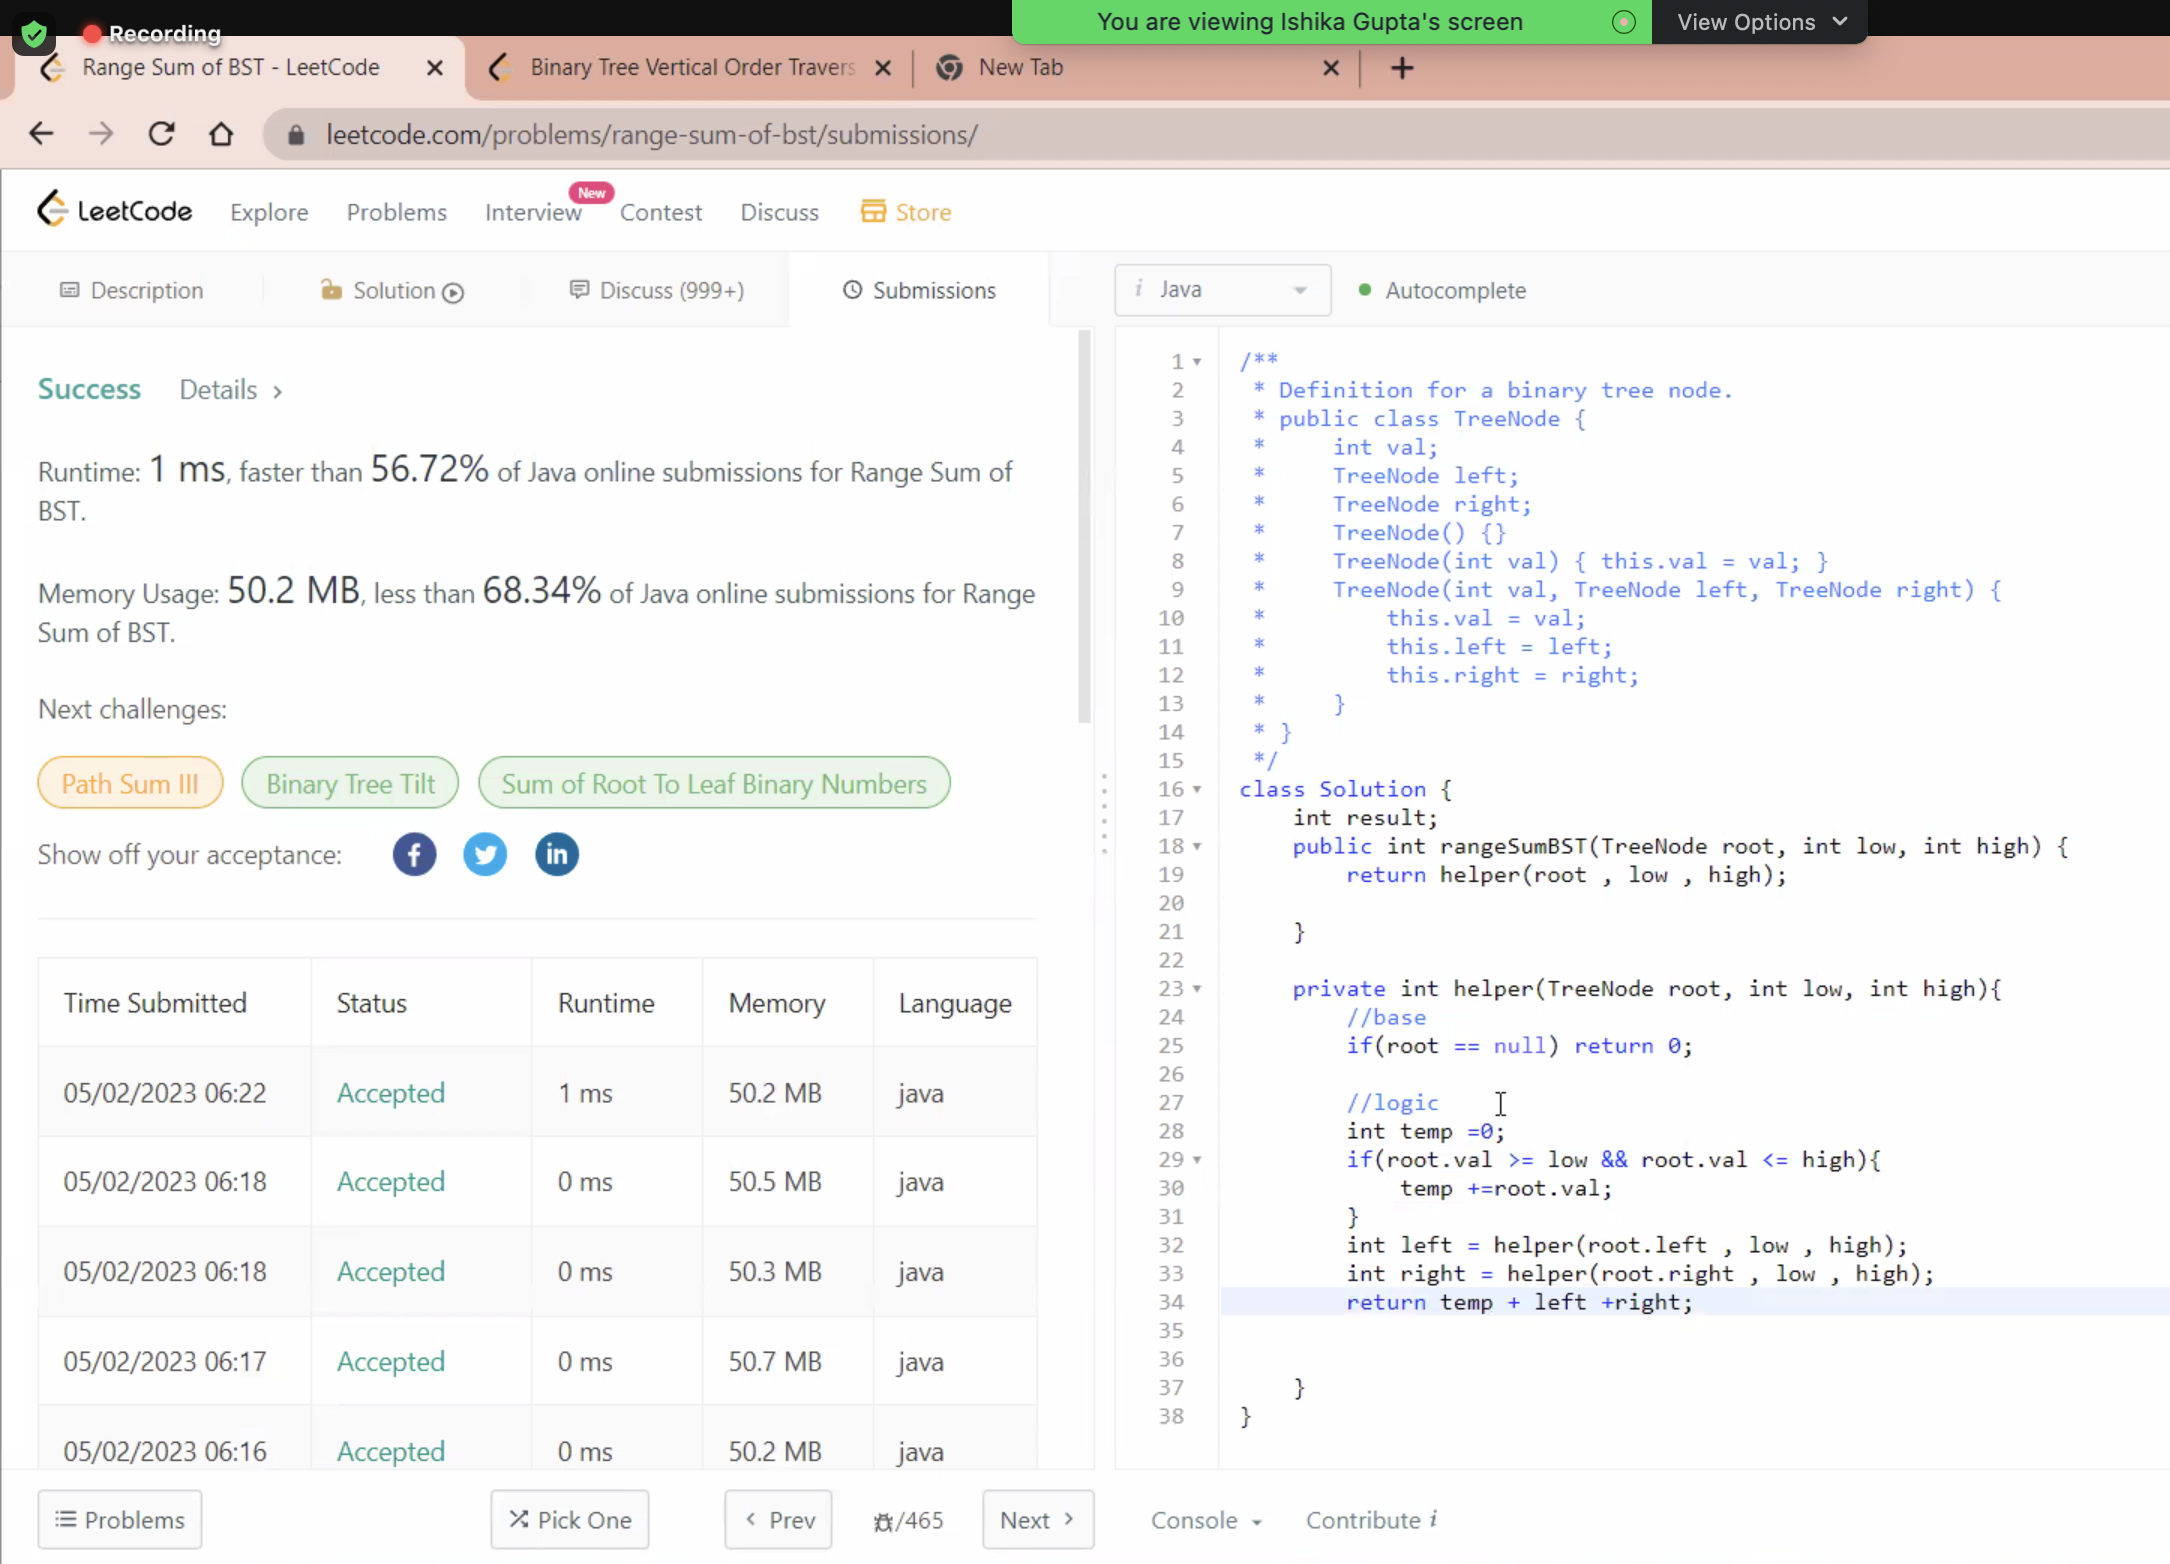 Recording
You are viewing Ishika Gupta's screen
View Options
Range Sum of BST - LeetCode
Binary Tree Vertical Order Travers
New Tab
leetcode.com/problems/range-sum-of-bst/submissions/
LeetCode
Explore
Problems
Interview
New
Contest
Discuss
Store
Description
Solution
Discuss (999+)
Submissions
i Java
Autocomplete
Success
Details >
Runtime: 1 ms, faster than 56.72% of Java online submissions for Range Sum of
BST.
Memory Usage: 50.2 MB, less than 68.34% of Java online submissions for Range
Sum of BST.
Next challenges:
Path Sum III
Binary Tree Tilt
Sum of Root To Leaf Binary Numbers
Show off your acceptance:
Time Submitted Status Runtime Memory Language
05/02/2023 06:22 Accepted 1 ms 50.2 MB java
05/02/2023 06:18 Accepted 0 ms 50.5 MB java
05/02/2023 06:18 Accepted 0 ms 50.3 MB java
05/02/2023 06:17 Accepted 0 ms 50.7 MB java
05/02/2023 06:16 Accepted 0 ms 50.2 MB java
1 /**
2 * Definition for a binary tree node.
3 * public class TreeNode {
4 *     int val;
5 *     TreeNode left;
6 *     TreeNode right;
7 *     TreeNode() {}
8 *     TreeNode(int val) { this.val = val; }
9 *     TreeNode(int val, TreeNode left, TreeNode right) {
10 *         this.val = val;
11 *         this.left = left;
12 *         this.right = right;
13 *     }
14 * }
15 */
16 class Solution {
17     int result;
18     public int rangeSumBST(TreeNode root, int low, int high) {
19         return helper(root , low , high);
20
21     }
22
23     private int helper(TreeNode root, int low, int high){
24         //base
25         if(root == null) return 0;
26
27         //logic
28         int temp =0;
29         if(root.val >= low && root.val <= high){
30             temp +=root.val;
31         }
32         int left = helper(root.left , low , high);
33         int right = helper(root.right , low , high);
34         return temp + left +right;
35
36
37     }
38 }
Problems
Pick One
< Prev
/465
Next >
Console
Contribute i